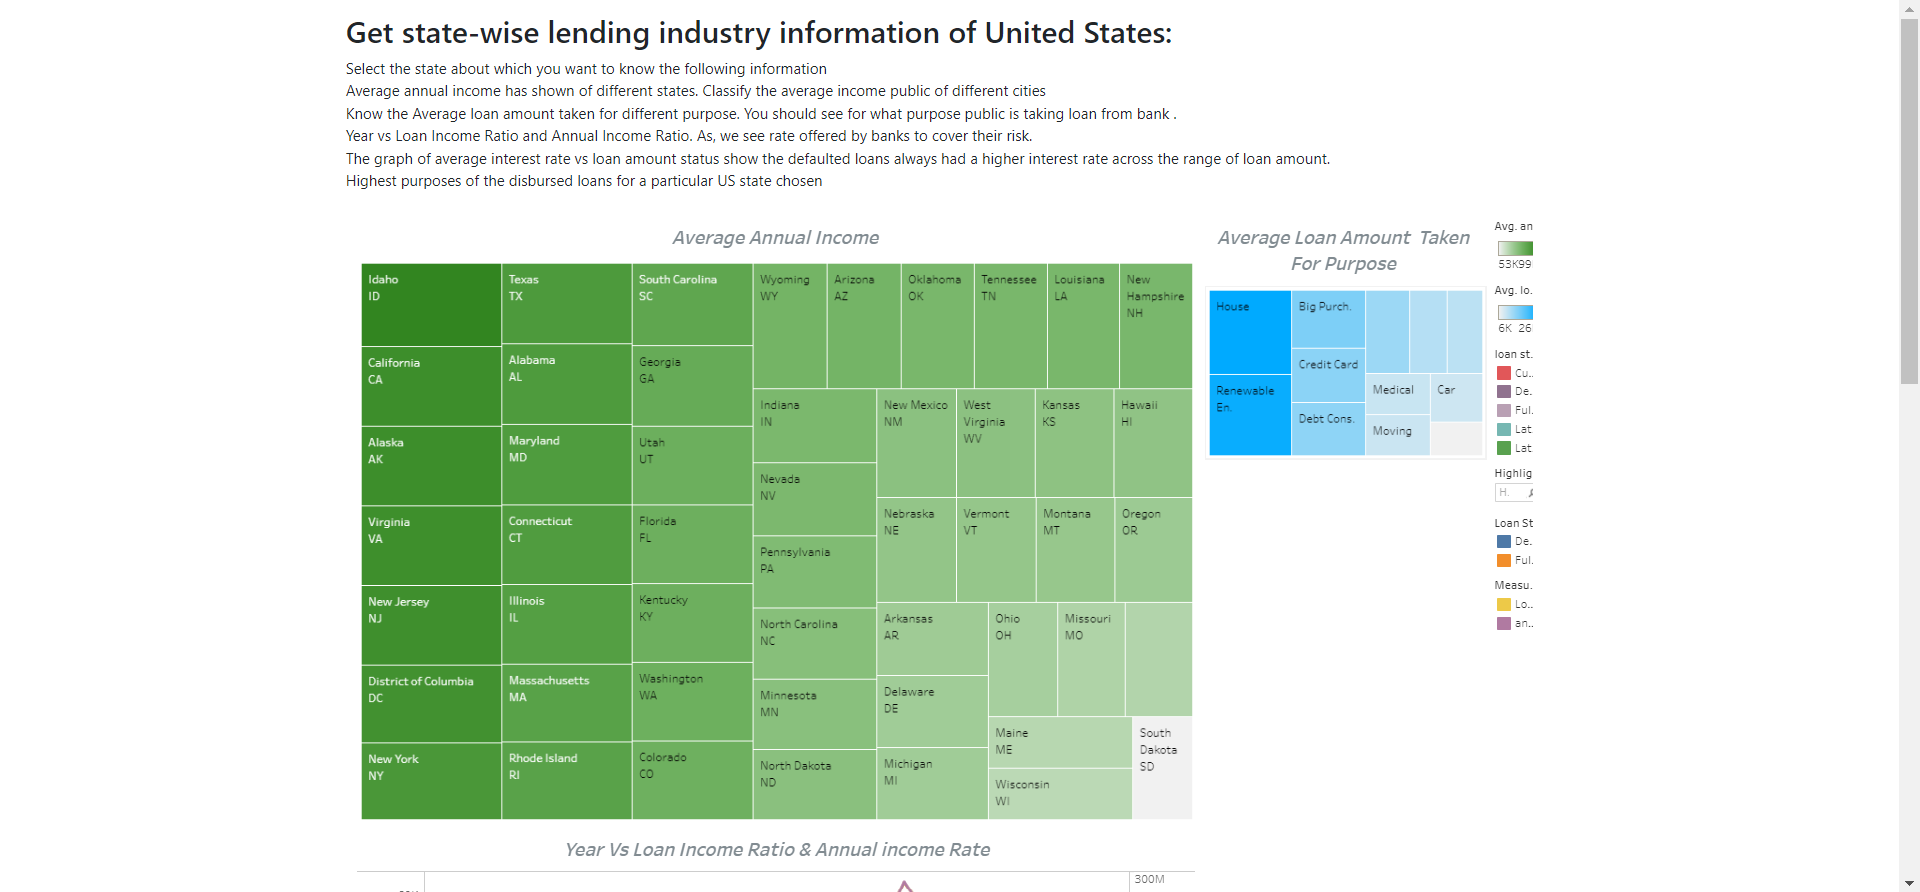 Get state-wise lending industry information of United States:
Select the state about which you want to know the following information
Average annual income has shown of different states. Classify the average income public of different cities
Know the Average loan amount taken for different purpose. You should see for what purpose public is taking loan from bank .
Year vs Loan Income Ratio and Annual Income Ratio. As, we see rate offered by banks to cover their risk.
The graph of average interest rate vs loan amount status show the defaulted loans always had a higher interest rate across the range of loan amount.
Highest purposes of the disbursed loans for a particular US state chosen
Average Annual Income
Idaho
ID
California
CA
Alaska
AK
Virginia
VA
New Jersey
NJ
District of Columbia
DC
New York
NY
Texas
TX
Alabama
AL
Maryland
MD
Connecticut
CT
Illinois
IL
Massachusetts
MA
Rhode Island
RI
South Carolina
SC
Georgia
GA
Utah
UT
Florida
FL
Kentucky
KY
Washington
WA
Colorado
CO
Wyoming
WY
Arizona
AZ
Oklahoma
OK
Tennessee
TN
Louisiana
LA
New
Hampshire
NH
Indiana
IN
Nevada
NV
Pennsylvania
PA
North Carolina
NC
Minnesota
MN
North Dakota
ND
New Mexico
NM
West
Virginia
WV
Kansas
KS
Hawaii
HI
Nebraska
NE
Vermont
VT
Montana
MT
Oregon
OR
Arkansas
AR
Delaware
DE
Michigan
MI
Ohio
OH
Missouri
MO
Maine
ME
Wisconsin
WI
South
Dakota
SD
Average Loan Amount Taken
For Purpose
House
Renewable
En.
Big Purch.
Credit Card
Debt Cons.
Medical
Moving
Car
Avg. an
53K99
Avg. lo.
6K 26
loan st.
Cu..
De.
Ful.
Lat
Lat
Highlig
H.
Loan St
De.
Ful.
Measu.
Lo..
an..
Year Vs Loan Income Ratio & Annual income Rate
300M